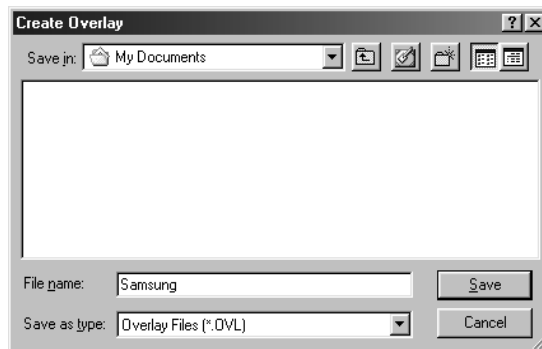 Create Overlay
Save in: My Documents
File name: Samsung Save
Save as type: Overlay Files (*.OVL) Cancel